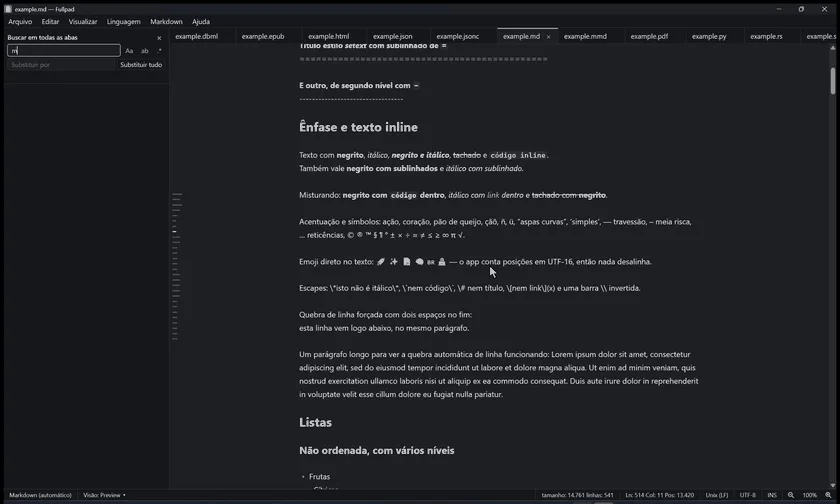 example.md — Fullpad
Arquivo Editar Visualizar Linguagem Markdown Ajuda
Buscar em todas as abas
example.dbml example.epub example.html example.json example.jsonc example.md example.mmd example.pdf example.py example.rs example.s
m Aa ab .*
Substituir por Substituir tudo
Título estilo setext com sublinhado de =
===============================================
E outro, de segundo nível com -
--------------------------------
Ênfase e texto inline
Texto com negrito, itálico, negrito e itálico, tachado e código inline.
Também vale negrito com sublinhados e itálico com sublinhado.
Misturando: negrito com código dentro, itálico com link dentro e tachado com negrito.
Acentuação e símbolos: ação, coração, pão de queijo, çãõ, ñ, ü, "aspas curvas", 'simples', — travessão, – meia risca,
… reticências, © ® ™ § ¶ ° ± × ÷ ≈ ≠ ≤ ≥ ∞ π √.
Emoji direto no texto: 🚀 ✨ BR — o app conta posições em UTF-16, então nada desalinha.
Escapes: \*isto não é itálico\*, \`nem código\`, \# nem título, \[nem link\](x) e uma barra \\ invertida.
Quebra de linha forçada com dois espaços no fim:
esta linha vem logo abaixo, no mesmo parágrafo.
Um parágrafo longo para ver a quebra automática de linha funcionando: Lorem ipsum dolor sit amet, consectetur
adipiscing elit, sed do eiusmod tempor incididunt ut labore et dolore magna aliqua. Ut enim ad minim veniam, quis
nostrud exercitation ullamco laboris nisi ut aliquip ex ea commodo consequat. Duis aute irure dolor in reprehenderit
in voluptate velit esse cillum dolore eu fugiat nulla pariatur.
Listas
Não ordenada, com vários níveis
• Frutas
Markdown (automático) Visão: Preview tamanho: 14.761 linhas: 541 Ln: 514 Col: 11 Pos: 13.420 Windows (LF) UTF-8 INS 100%